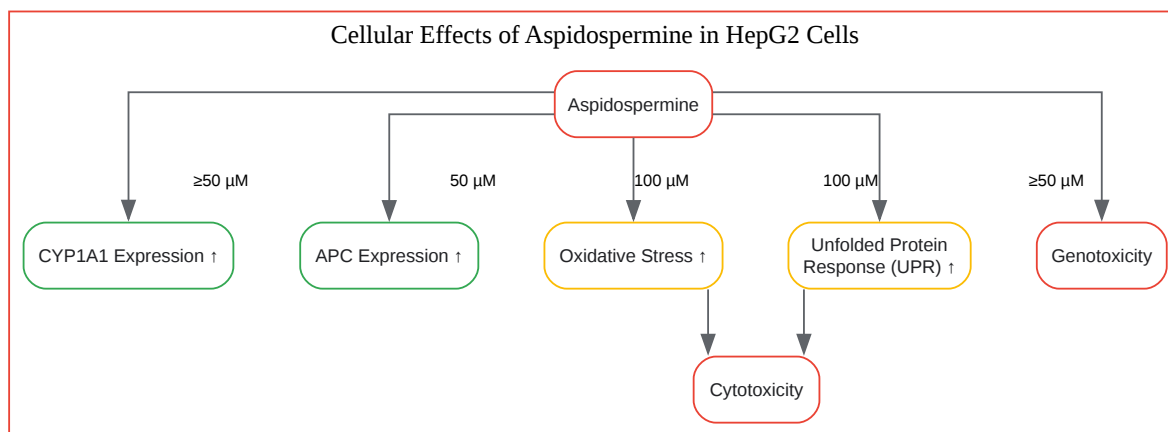 Cellular Effects of Aspidospermine in HepG2 Cells
Aspidospermine
≥50 µM
50 µM
100 µM
100 µM
≥50 µM
CYP1A1 Expression ↑
APC Expression ↑
Oxidative Stress ↑
Unfolded Protein
Response (UPR) ↑
Genotoxicity
Cytotoxicity